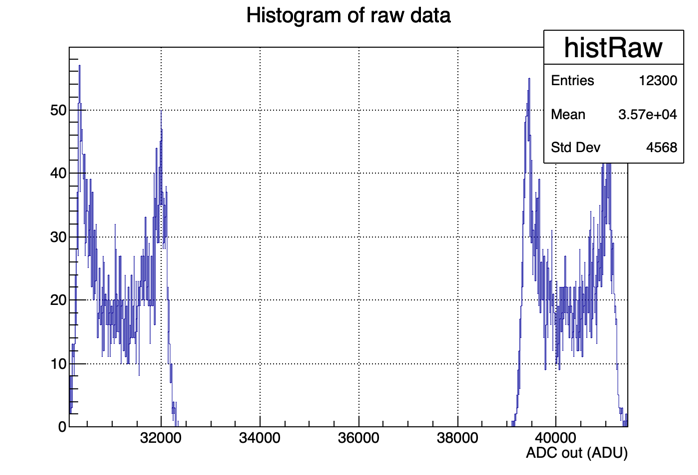 Histogram of raw data
histRaw
Entries 12300
Mean 3.57e+04
Std Dev 4568
50
40
30
20
10
0
32000 34000 36000 38000 40000
ADC out (ADU)